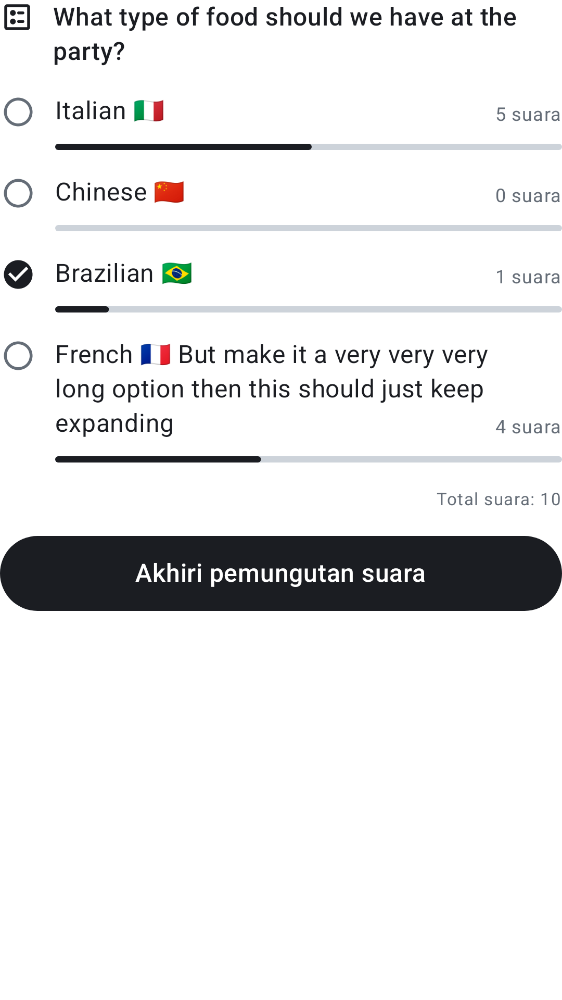 What type of food should we have at the
party?
Italian 🇮🇹
5 suara
Chinese 🇨🇳
0 suara
Brazilian 🇧🇷
1 suara
French 🇫🇷 But make it a very very very
long option then this should just keep
expanding
4 suara
Total suara: 10
Akhiri pemungutan suara